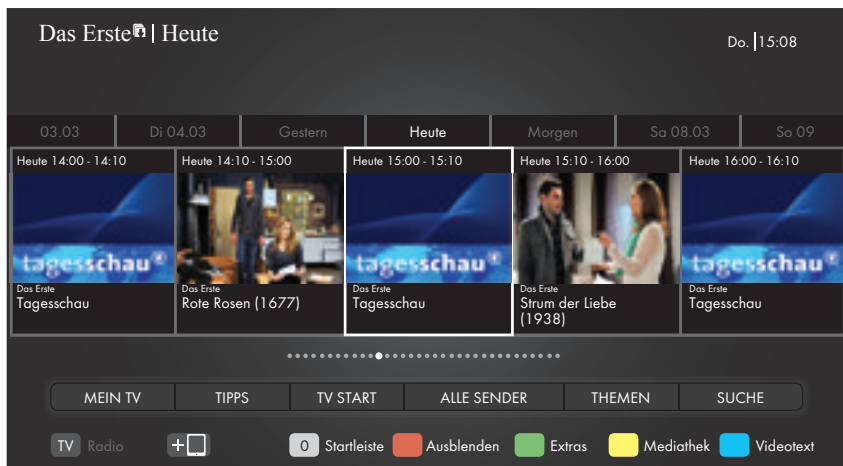 Das Erste | Heute
Do. 15:08
03.03 Di 04.03 Gestern Heute Morgen Sa 08.03 So 09
Heute 14:00 - 14:10 Heute 14:10 - 15:00 Heute 15:00 - 15:10 Heute 15:10 - 16:00 Heute 16:00 - 16:10
tagesschau tagesschau tagesschau
Das Erste Das Erste Das Erste Das Erste Das Erste
Tagesschau Rote Rosen (1677) Tagesschau Strum der Liebe Tagesschau
(1938)
MEIN TV TIPPS TV START ALLE SENDER THEMEN SUCHE
TV Radio + 0 Startleiste Ausblenden Extras Mediathek Videotext